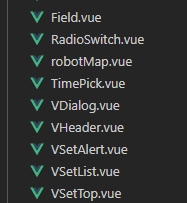 Field.vue
RadioSwitch.vue
robotMap.vue
TimePick.vue
VDialog.vue
VHeader.vue
VSetAlert.vue
VSetList.vue
VSetTop.vue